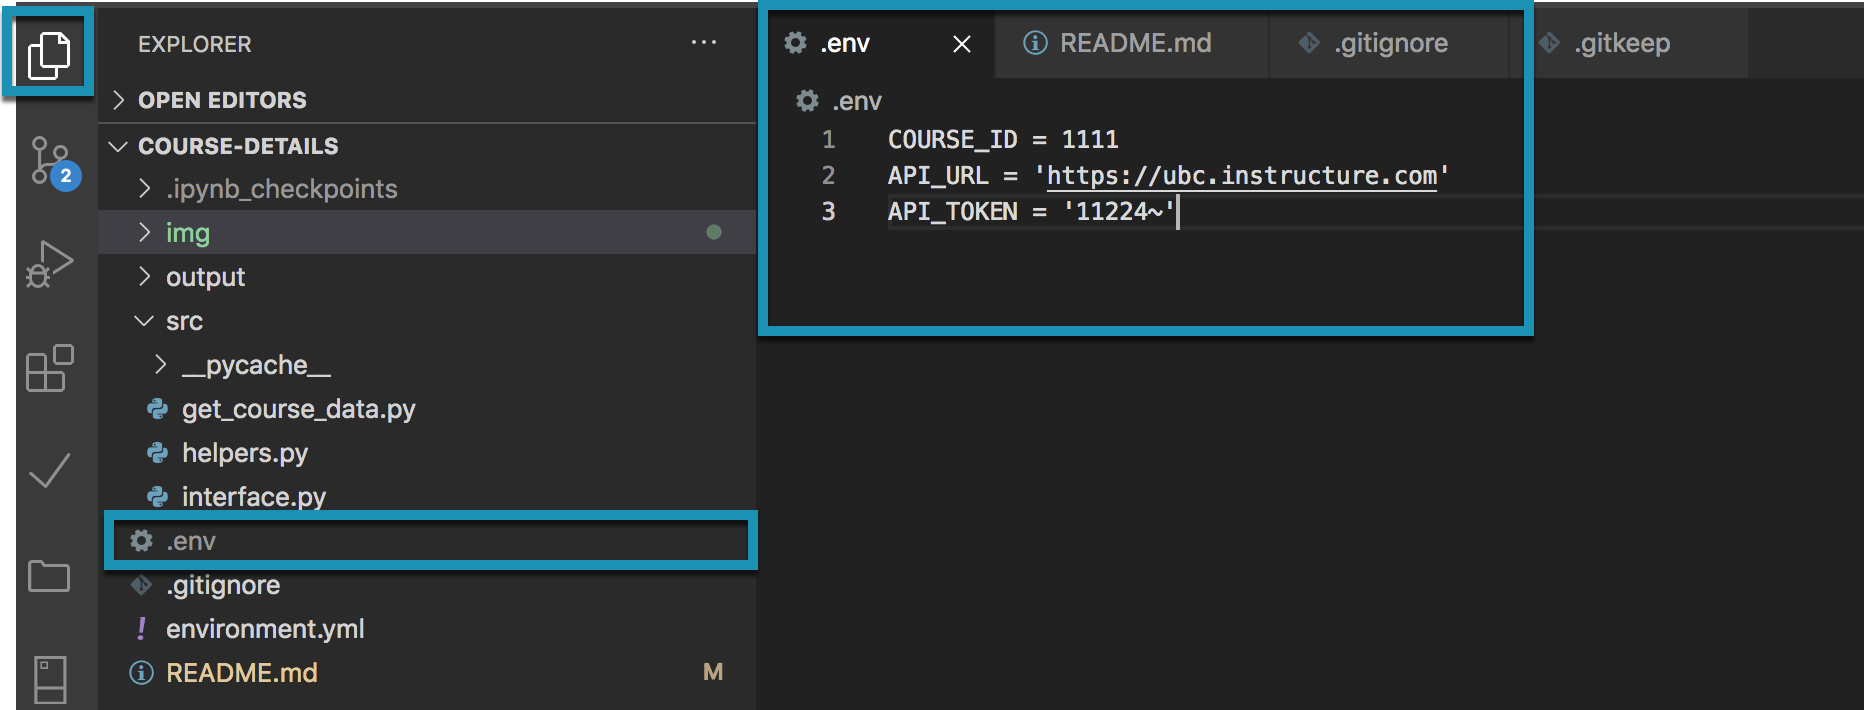 EXPLORER ...
OPEN EDITORS
COURSE-DETAILS
2
.ipynb_checkpoints
img
output
src
__pycache__
get_course_data.py
helpers.py
interface.py
.env
.gitignore
! environment.yml
README.md M
.env README.md .gitignore .gitkeep
.env
1 COURSE_ID = 1111
2 API_URL = 'https://ubc.instructure.com'
3 API_TOKEN = '11224~'